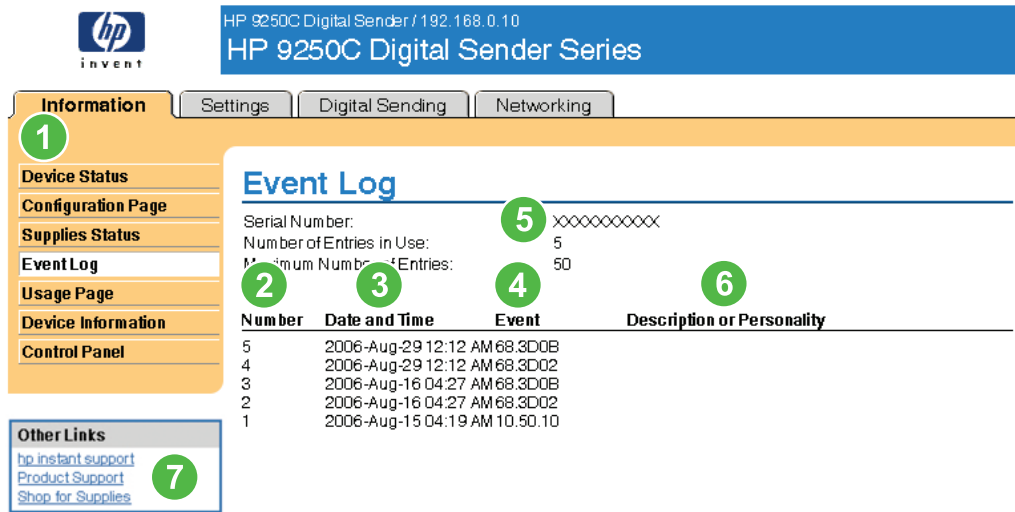 hp
invent
HP 9250C Digital Sender / 192.168.0.10
HP 9250C Digital Sender Series
Information
Settings
Digital Sending
Networking
1
Device Status
Configuration Page
Supplies Status
Event Log
Usage Page
Device Information
Control Panel
Event Log
Serial Number: XXXXXXXXXX
5
Number of Entries in Use: 5
Maximum Number of Entries: 50
2
3
4
6
Number Date and Time Event Description or Personality
5 2006-Aug-29 12:12 AM 68.3D0B
4 2006-Aug-29 12:12 AM 68.3D02
3 2006-Aug-16 04:27 AM 68.3D0B
2 2006-Aug-16 04:27 AM 68.3D02
1 2006-Aug-15 04:19 AM 10.50.10
Other Links
hp instant support
Product Support
Shop for Supplies
7